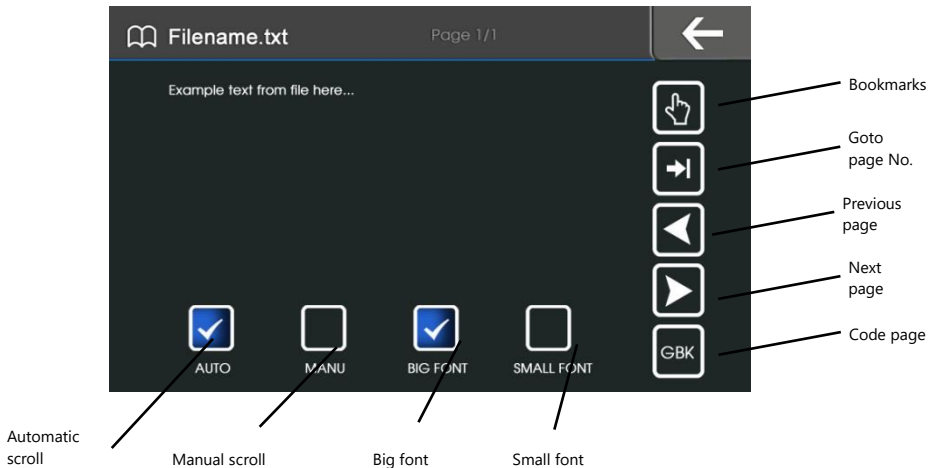 Filename.txt Page 1/1
Example text from file here...
Bookmarks
Goto
page No.
Previous
page
Next
page
GBK
Code page
AUTO MANU BIG FONT SMALL FONT
Automatic
scroll
Manual scroll
Big font
Small font